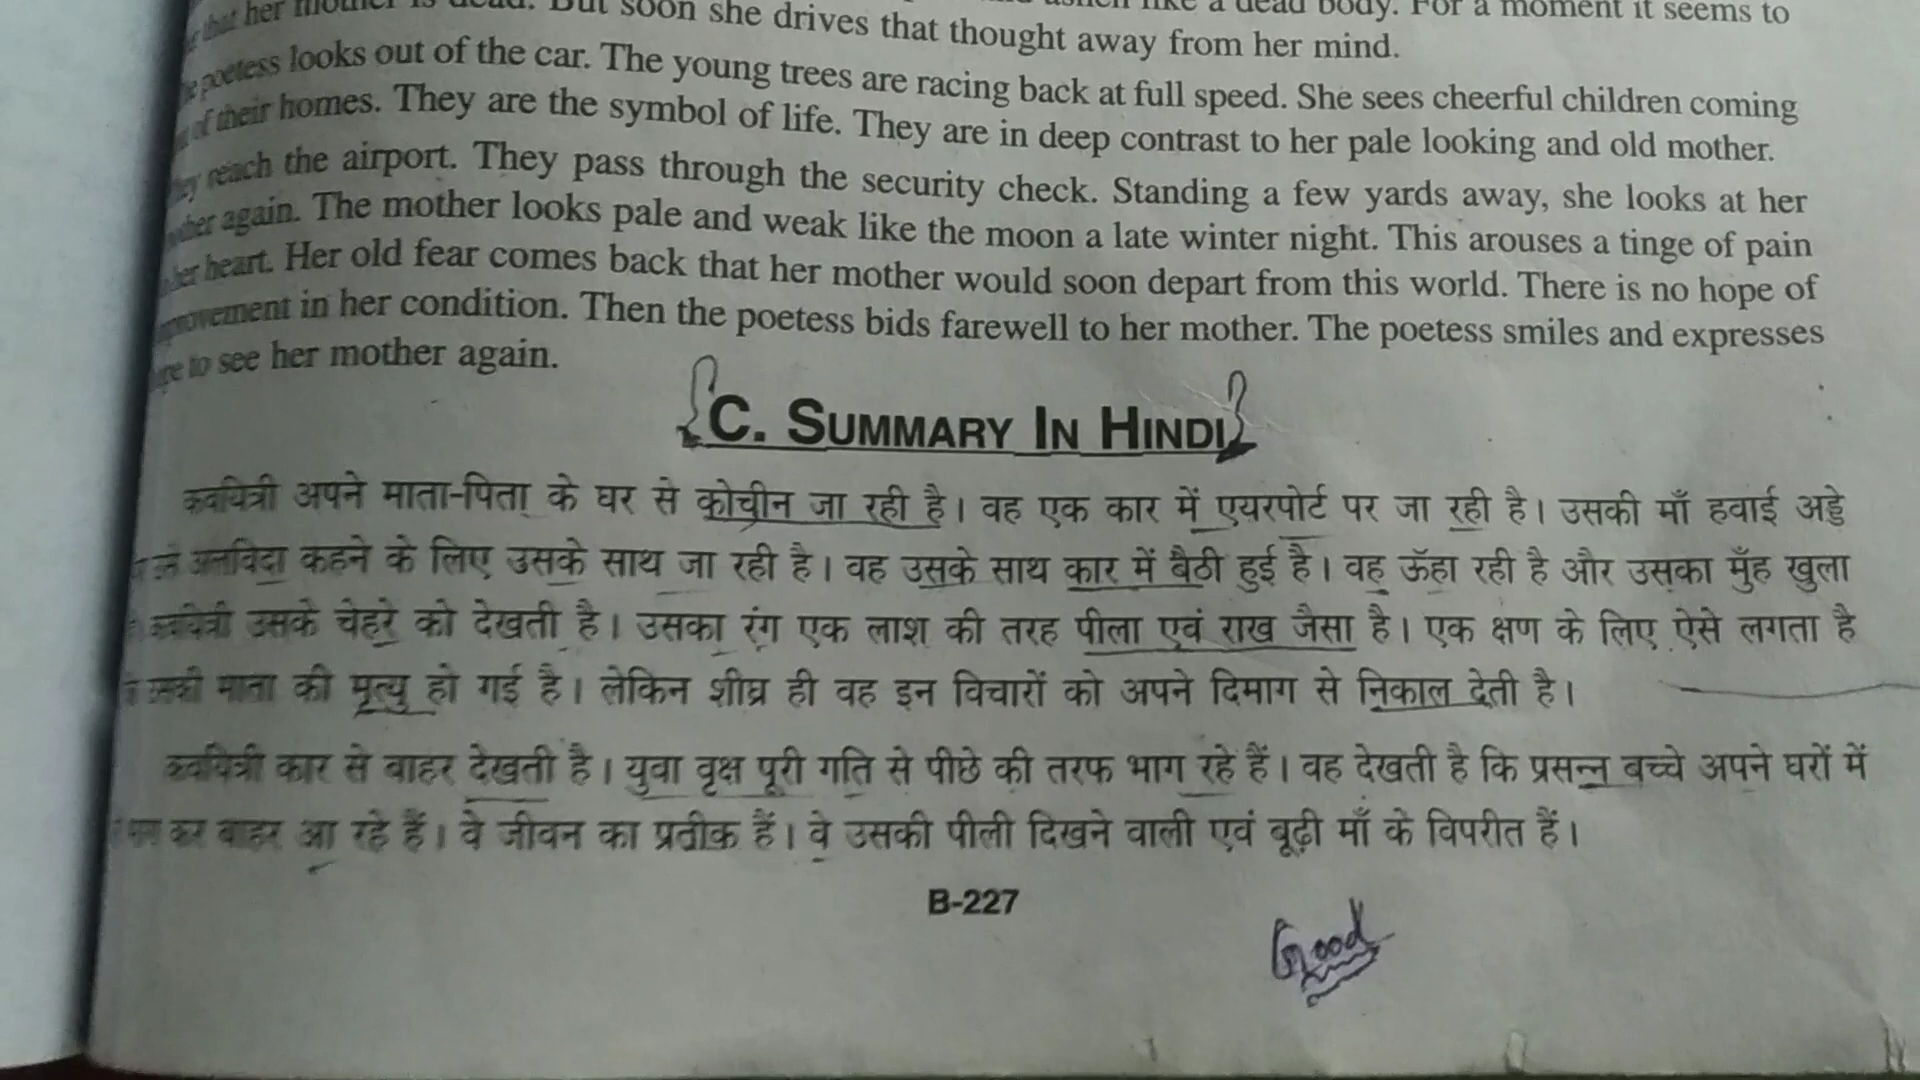 her mother is dead. But soon she drives that thought away from her mind. like a dead body. For a moment it seems to
poetess looks out of the car. The young trees are racing back at full speed. She sees cheerful children coming
of their homes. They are the symbol of life. They are in deep contrast to her pale looking and old mother.
reach the airport. They pass through the security check. Standing a few yards away, she looks at her
again. The mother looks pale and weak like the moon a late winter night. This arouses a tinge of pain
her heart. Her old fear comes back that her mother would soon depart from this world. There is no hope of
in her condition. Then the poetess bids farewell to her mother. The poetess smiles and expresses
to see her mother again.
C. SUMMARY IN HINDI
कवयित्री अपने माता-पिता के घर से कोचीन जा रही है। वह एक कार में एयरपोर्ट पर जा रही है। उसकी माँ हवाई अड्डे
अलविदा कहने के लिए उसके साथ जा रही है। वह उसके साथ कार में बैठी हुई है। वह ऊँहा रही है और उसका मुँह खुला
कवयित्री उसके चेहरे को देखती है। उसका रंग एक लाश की तरह पीला एवं राख जैसा है। एक क्षण के लिए ऐसे लगता है
उसकी माता की मृत्यु हो गई है। लेकिन शीघ्र ही वह इन विचारों को अपने दिमाग से निकाल देती है।
कवयित्री कार से बाहर देखती है। युवा वृक्ष पूरी गति से पीछे की तरफ भाग रहे हैं। वह देखती है कि प्रसन्न बच्चे अपने घरों में
कर बाहर आ रहे हैं। वे जीवन का प्रतीक हैं। वे उसकी पीली दिखने वाली एवं बूढ़ी माँ के विपरीत हैं।
B-227
Good